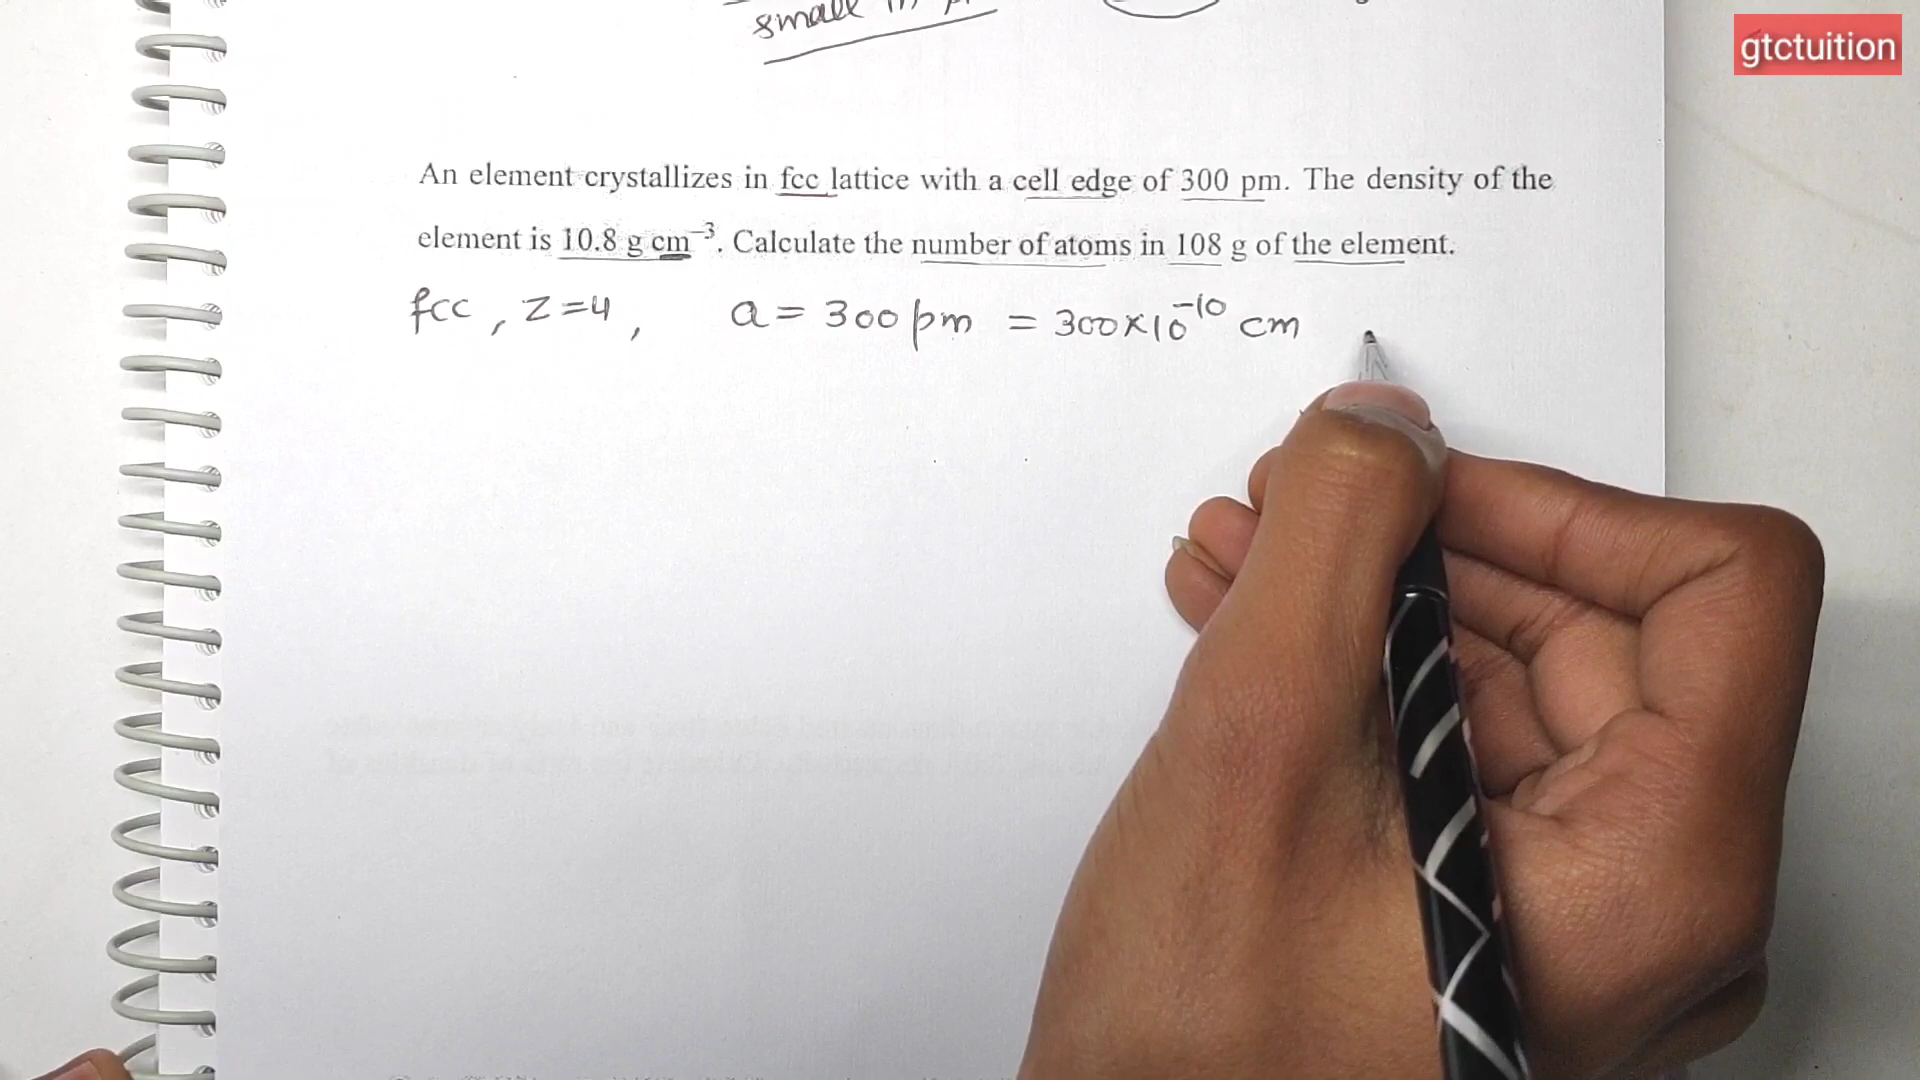 small in
gtctuition
An element crystallizes in fcc lattice with a cell edge of 300 pm. The density of the
element is 10.8 g cm⁻³. Calculate the number of atoms in 108 g of the element.
fcc, Z=4, a = 300 pm = 300×10⁻¹⁰ cm